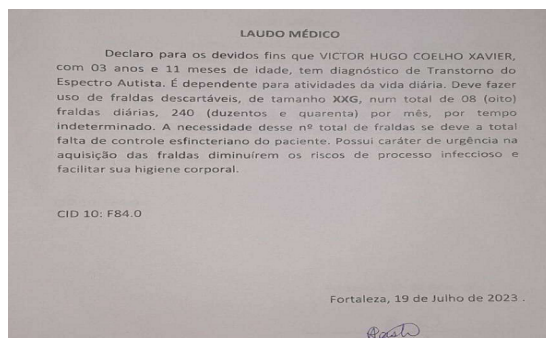 LAUDO MÉDICO
Declaro para os devidos fins que VICTOR HUGO COELHO XAVIER,
com 03 anos e 11 meses de idade, tem diagnóstico de Transtorno do
Espectro Autista. É dependente para atividades da vida diária. Deve fazer
uso de fraldas descartáveis, de tamanho XXG, num total de 08 (oito)
fraldas diárias, 240 (duzentos e quarenta) por mês, por tempo
indeterminado. A necessidade desse nº total de fraldas se deve a total
falta de controle esfincteriano do paciente. Possui caráter de urgência na
aquisição das fraldas diminuírem os riscos de processo infeccioso e
facilitar sua higiene corporal.
CID 10: F84.0
Fortaleza, 19 de Julho de 2023 .